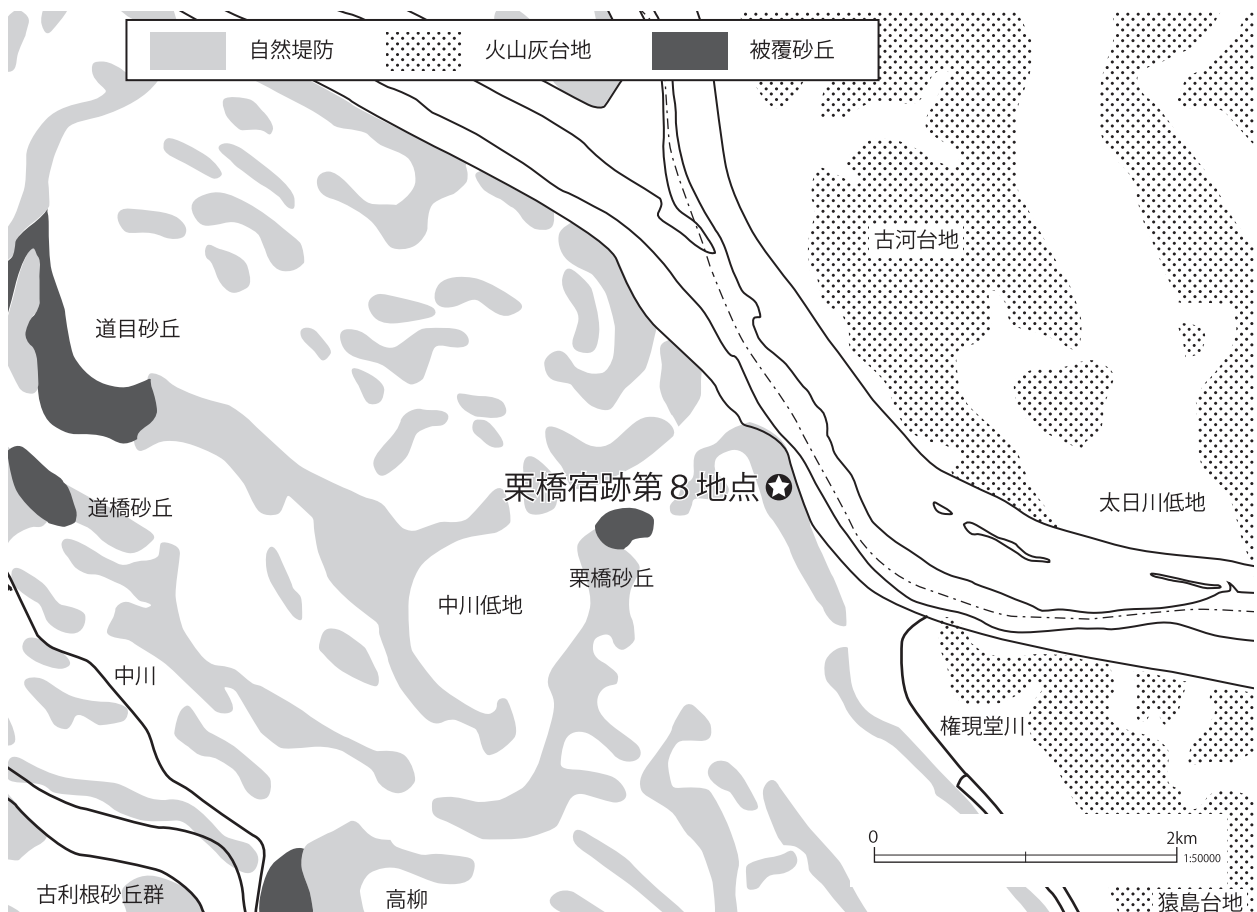 自然堤防
火山灰台地
被覆砂丘
古河台地
道目砂丘
栗橋宿跡第８地点
道橋砂丘
太日川低地
栗橋砂丘
中川低地
中川
権現堂川
0
2km
1:50000
古利根砂丘群
高柳
猿島台地